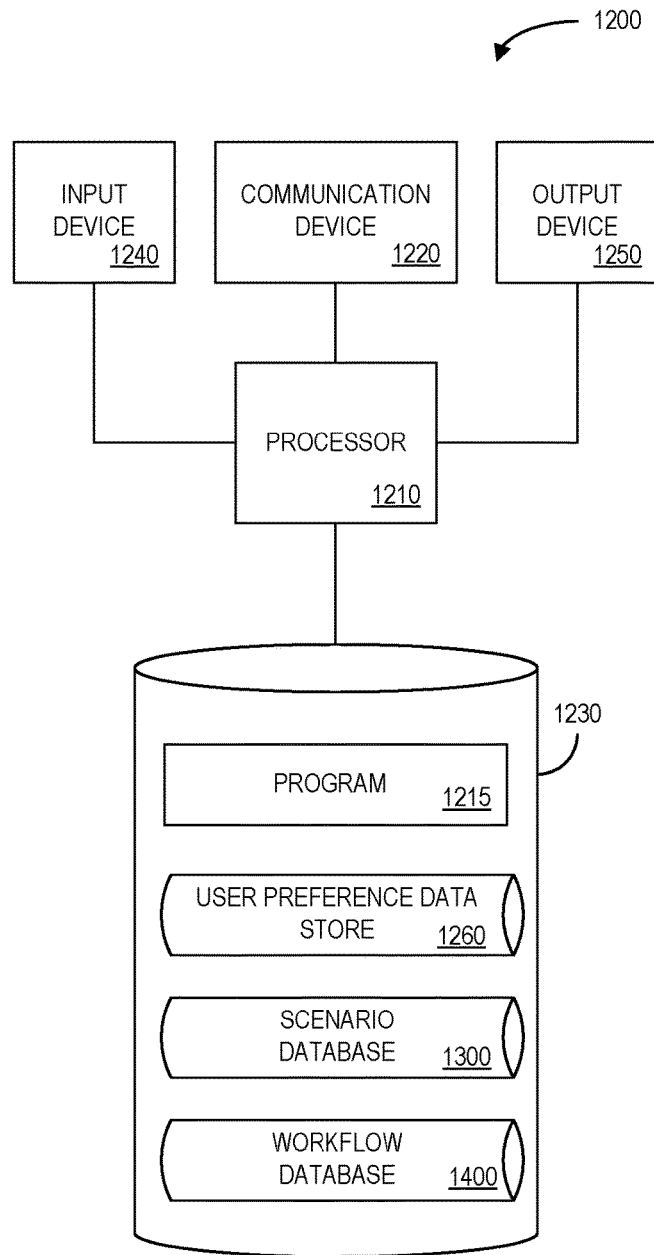 1200
INPUT
DEVICE
1240
COMMUNICATION
DEVICE
1220
OUTPUT
DEVICE
1250
PROCESSOR
1210
1230
PROGRAM
1215
USER PREFERENCE DATA
STORE
1260
SCENARIO
DATABASE
1300
WORKFLOW
DATABASE
1400